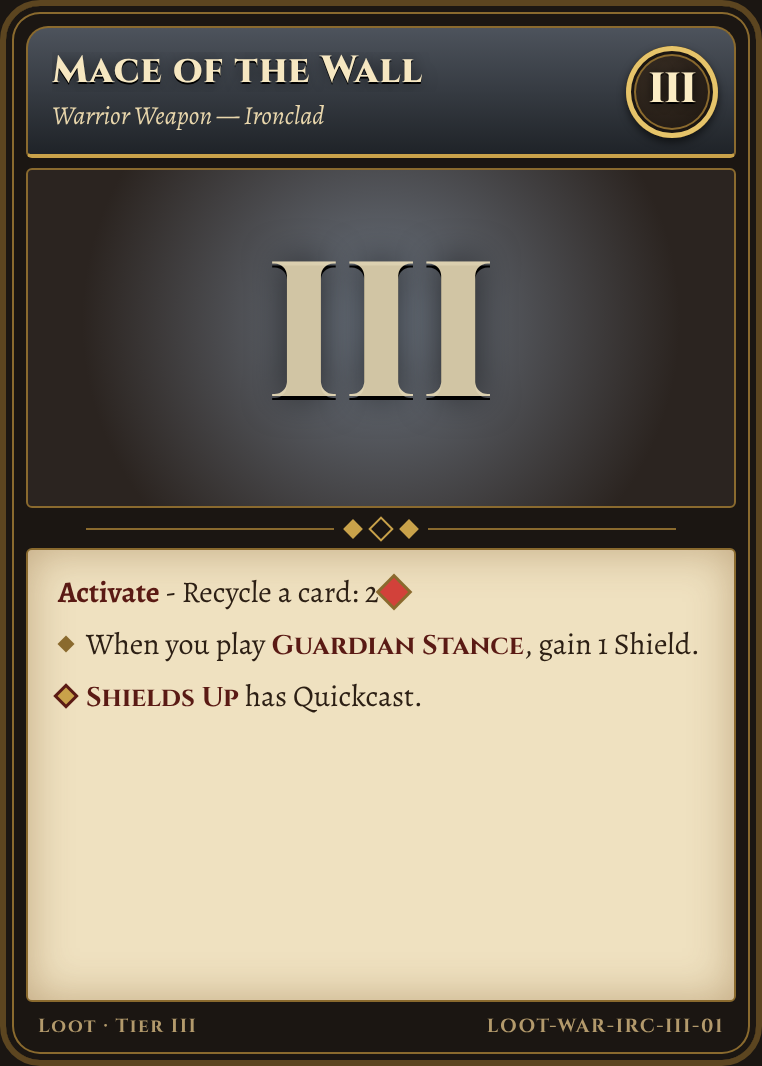 Mace of the Wall
Warrior Weapon — Ironclad
III
III
Activate - Recycle a card: 2
When you play Guardian Stance, gain 1 Shield.
Shields Up has Quickcast.
Loot · Tier III
LOOT-WAR-IRC-III-01